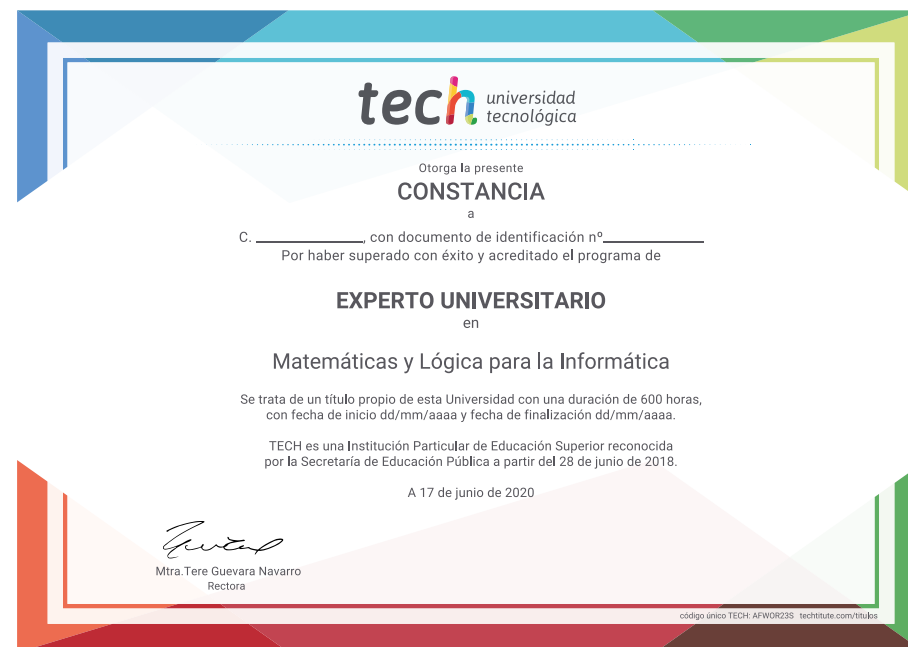 tech universidad
tecnológica
Otorga la presente
CONSTANCIA
a
C. ____________, con documento de identificación nº____________
Por haber superado con éxito y acreditado el programa de
EXPERTO UNIVERSITARIO
en
Matemáticas y Lógica para la Informática
Se trata de un título propio de esta Universidad con una duración de 600 horas,
con fecha de inicio dd/mm/aaaa y fecha de finalización dd/mm/aaaa.
TECH es una Institución Particular de Educación Superior reconocida
por la Secretaría de Educación Pública a partir del 28 de junio de 2018.
A 17 de junio de 2020
Mtra.Tere Guevara Navarro
Rectora
código único TECH: AFWOR23S techtitute.com/titulos